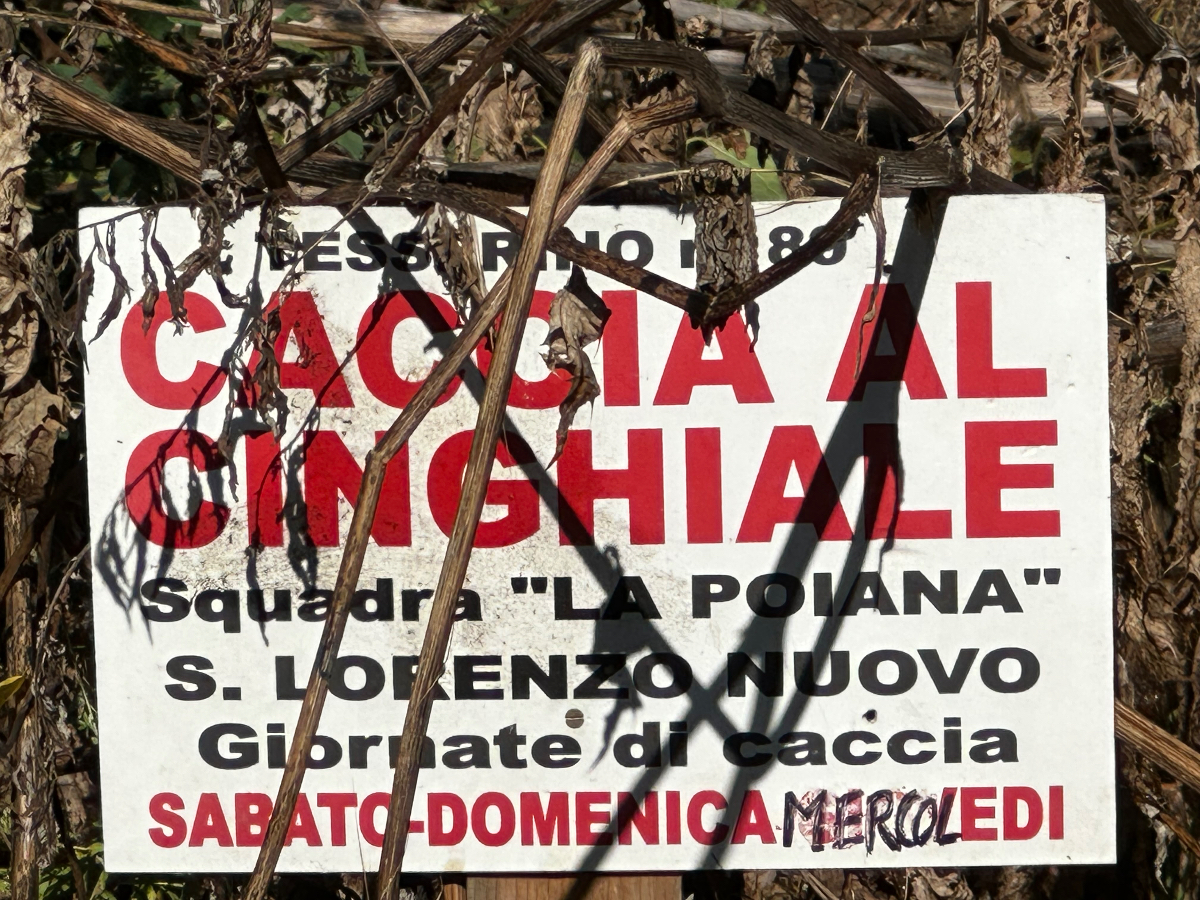 CACCIA AL
CINGHIALE
Squadra "LA POIANA"
S. LORENZO NUOVO
Giornate di caccia
SABATO-DOMENICA MERCOLEDI